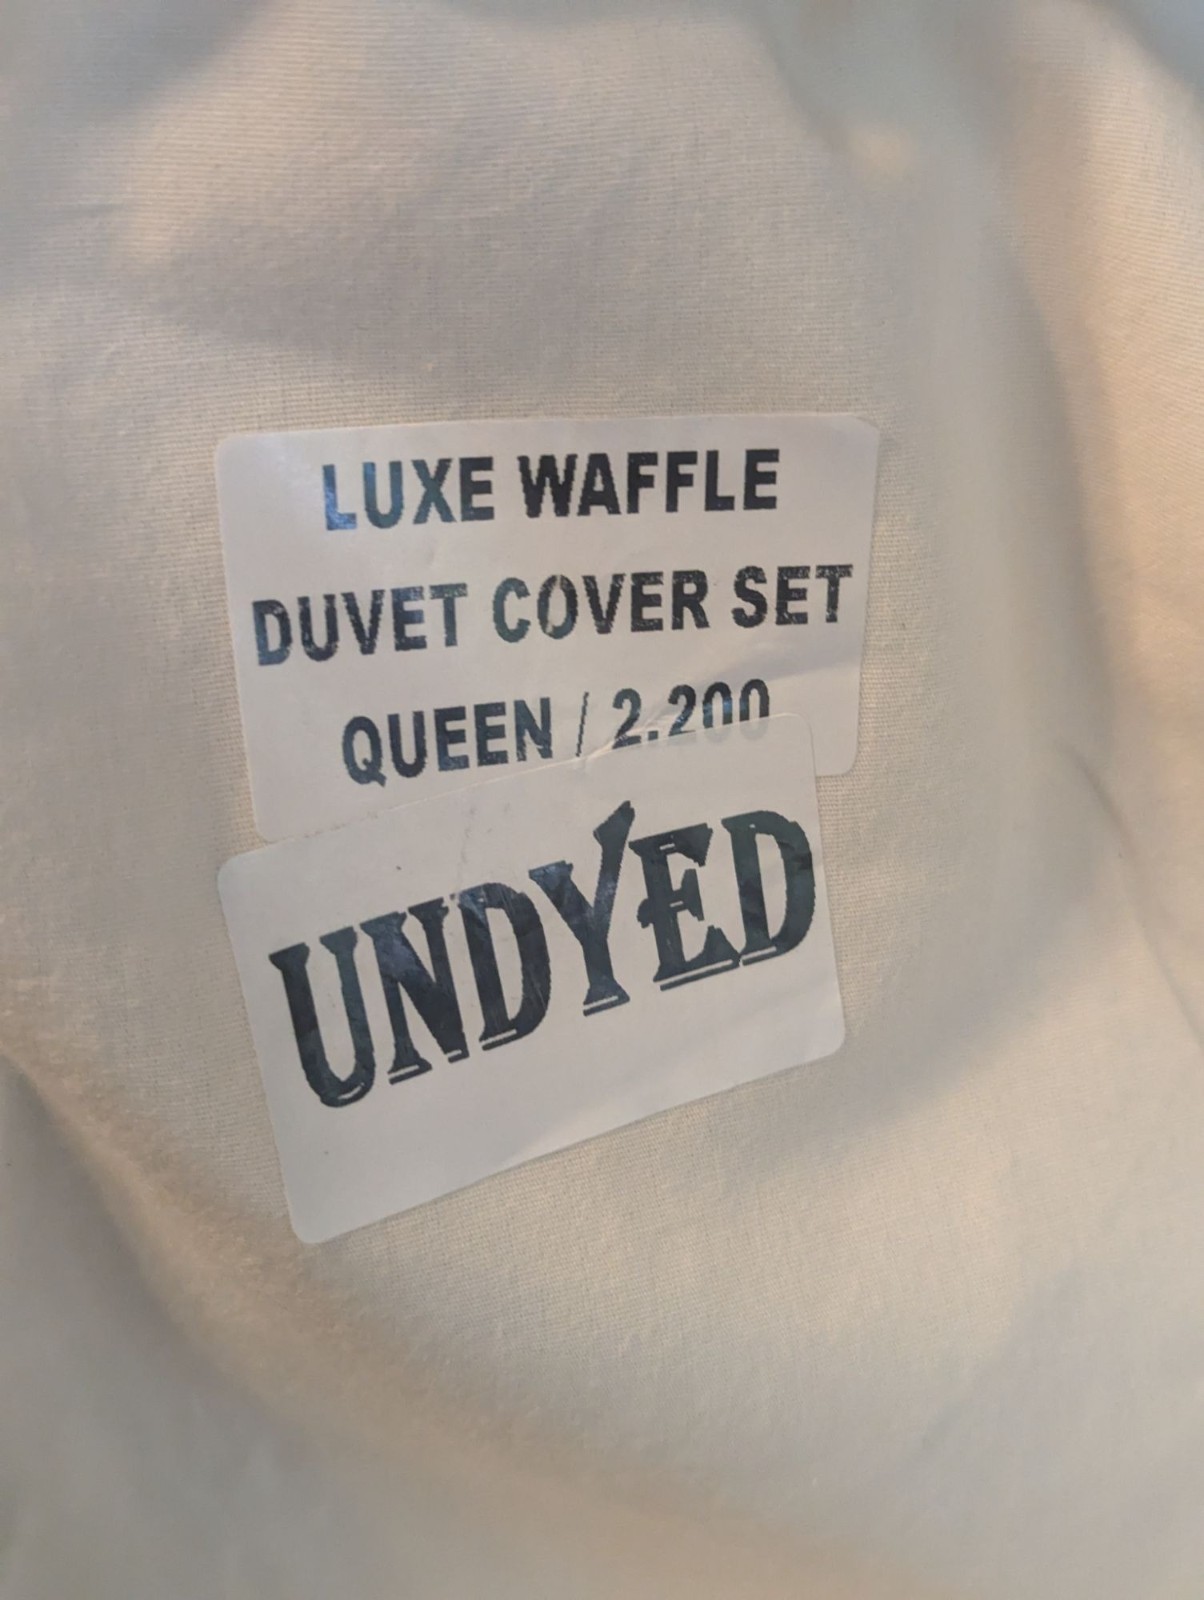 LUXE WAFFLE
DUVET COVER SET
QUEEN / 2.200
UNDYED